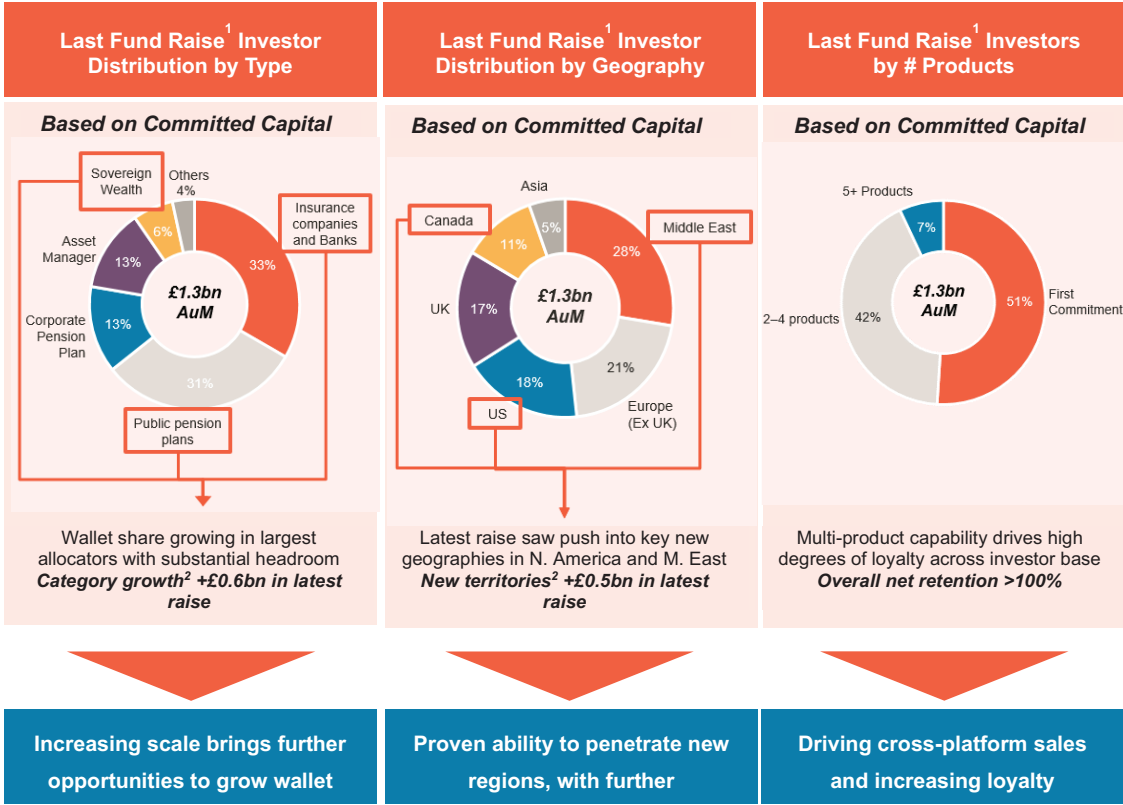 Last Fund Raise1 Investor
Distribution by Type
Based on Committed Capital
Sovereign
Wealth
Others
4%
Insurance
companies
and Banks
6%
Asset
Manager
13%
33%
£1.3bn
AuM
Corporate
Pension
Plan
13%
31%
Public pension
plans
Wallet share growing in largest
allocators with substantial headroom
Category growth2 +£0.6bn in latest
raise
Increasing scale brings further
opportunities to grow wallet
Last Fund Raise1 Investor
Distribution by Geography
Based on Committed Capital
Asia
Canada
5%
Middle East
11%
28%
UK
17%
£1.3bn
AuM
21%
18%
US
Europe
(Ex UK)
Latest raise saw push into key new
geographies in N. America and M. East
New territories2 +£0.5bn in latest
raise
Proven ability to penetrate new
regions, with further
Last Fund Raise1 Investors
by # Products
Based on Committed Capital
5+ Products
7%
£1.3bn
AuM
51%
First
Commitment
2–4 products
42%
Multi-product capability drives high
degrees of loyalty across investor base
Overall net retention >100%
Driving cross-platform sales
and increasing loyalty